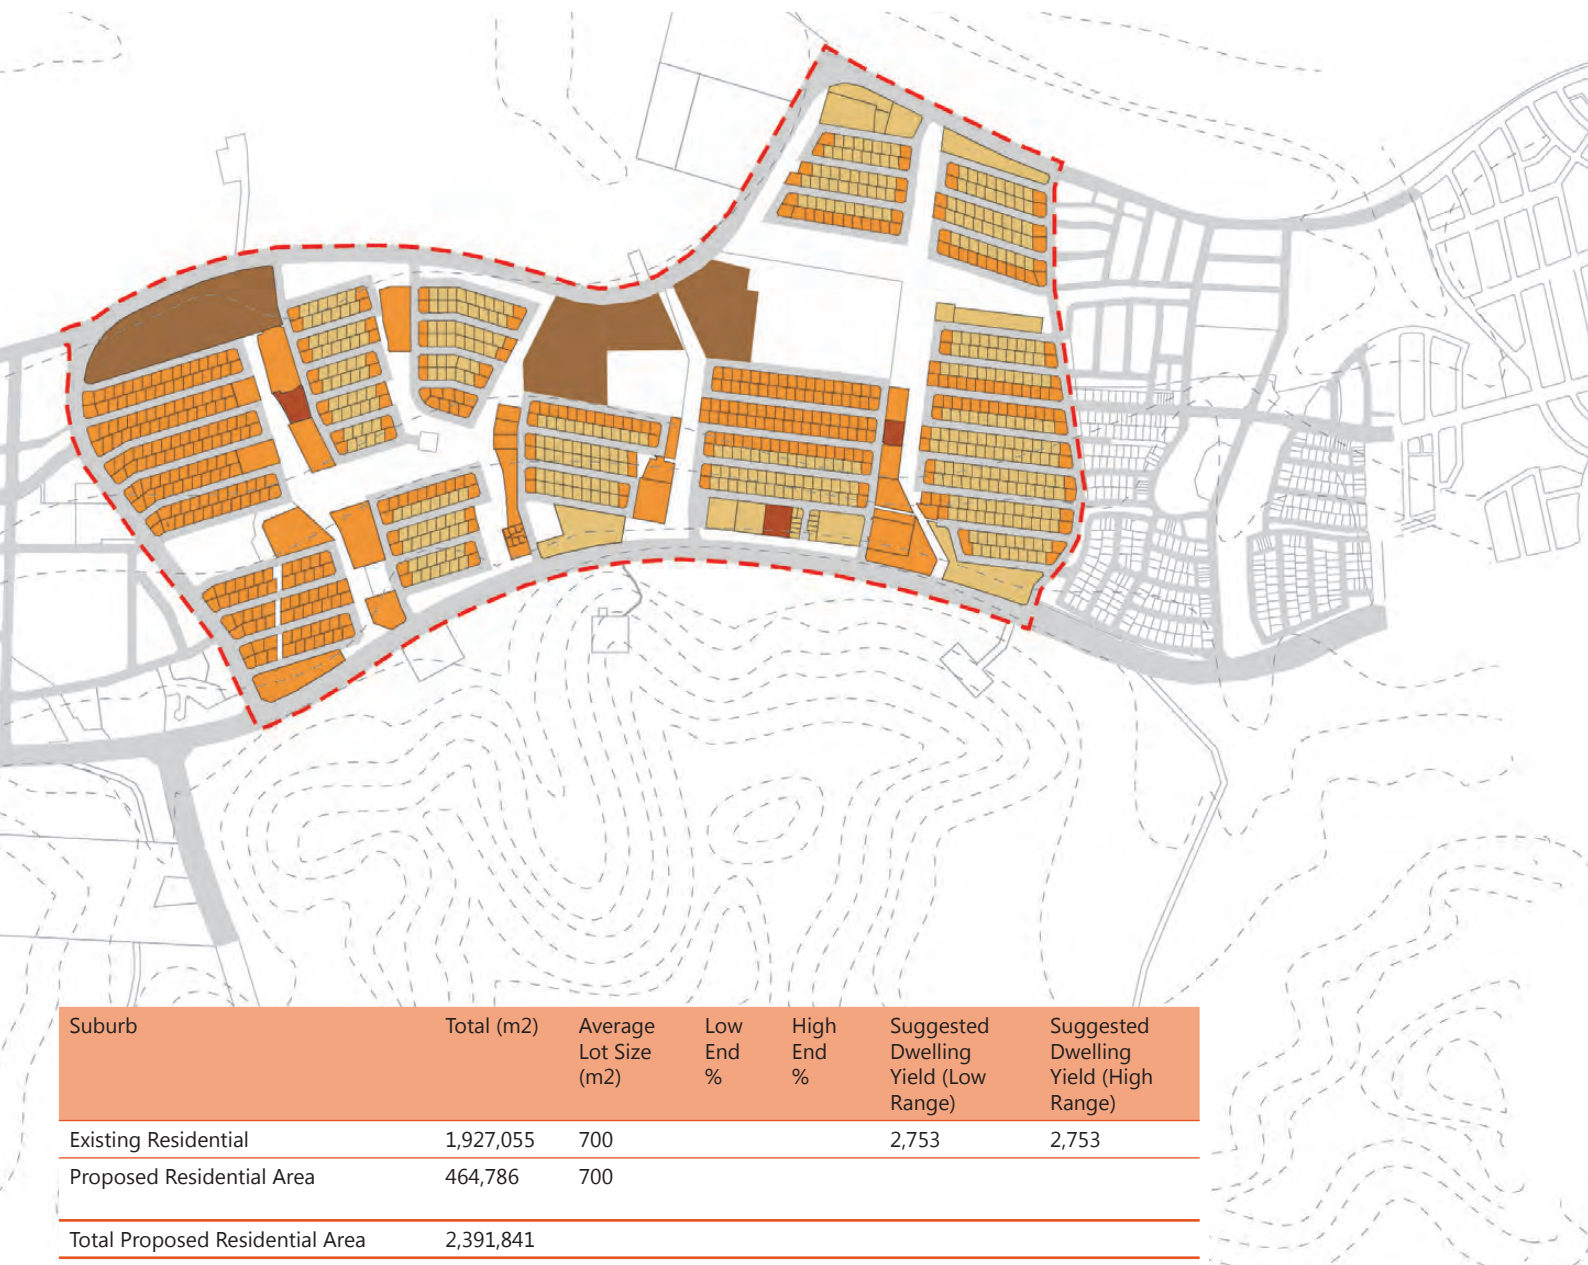 Suburb Total (m2) Average Lot Size (m2) Low End % High End % Suggested Dwelling Yield (Low Range) Suggested Dwelling Yield (High Range)
Existing Residential 1,927,055 700 2,753 2,753
Proposed Residential Area 464,786 700
Total Proposed Residential Area 2,391,841